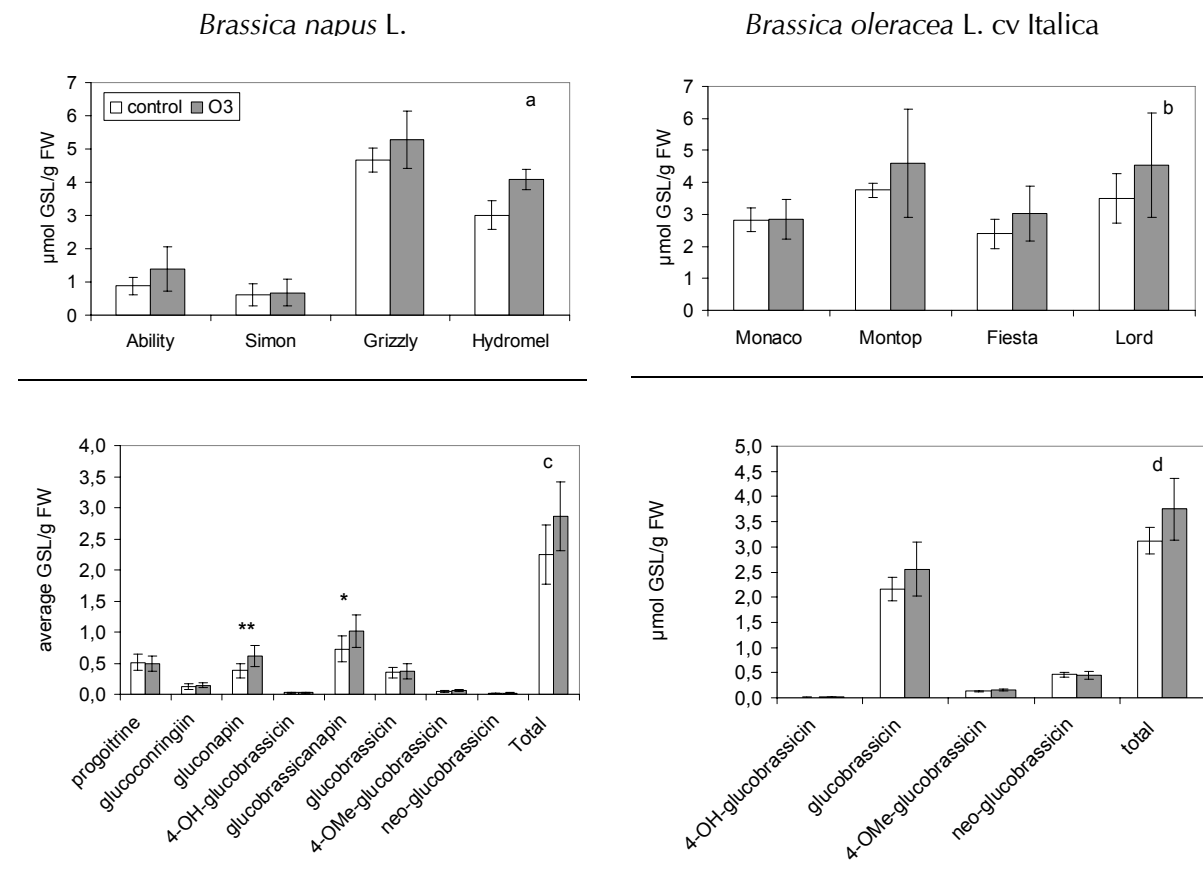 Brassica napus L.
Brassica oleracea L. cv Italica
7
6
5
4
3
2
1
0
µmol GSL/g FW
control O3
a
Ability Simon Grizzly Hydromel
7
6
5
4
3
2
1
0
µmol GSL/g FW
b
Monaco Montop Fiesta Lord
4,0
3,5
3,0
2,5
2,0
1,5
1,0
0,5
0,0
average GSL/g FW
c
**
*
progoitrine
glucoconringiin
gluconapin
4-OH-glucobrassicin
glucobrassicanapin
glucobrassicin
4-OMe-glucobrassicin
neo-glucobrassicin
Total
5,0
4,5
4,0
3,5
3,0
2,5
2,0
1,5
1,0
0,5
0,0
µmol GSL/g FW
d
4-OH-glucobrassicin
glucobrassicin
4-OMe-glucobrassicin
neo-glucobrassicin
total